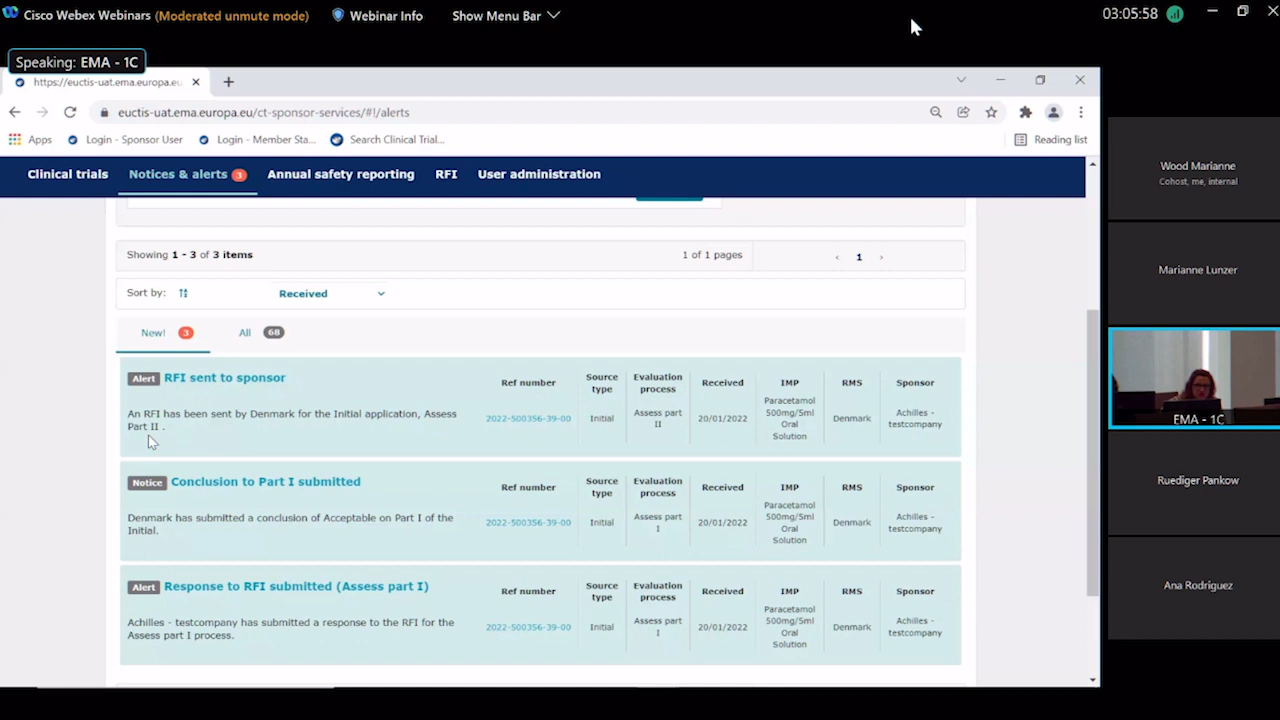 Cisco Webex Webinars (Moderated unmute mode) Webinar Info Show Menu Bar 03:05:58
Speaking: EMA - 1C
https://euctis-uat.ema.europa.eu
euctis-uat.ema.europa.eu/ct-sponsor-services/#!/alerts
Apps Login - Sponsor User Login - Member Sta... Search Clinical Trial... Reading list
Clinical trials Notices & alerts 3 Annual safety reporting RFI User administration
Showing 1 - 3 of 3 items 1 of 1 pages ‹ 1 ›
Sort by: Received
New! 3 All 68
Alert RFI sent to sponsor
An RFI has been sent by Denmark for the Initial application, Assess
Part II .
Ref number
2022-500356-39-00
Source
type
Initial
Evaluation
process
Assess part
II
Received
20/01/2022
IMP
Paracetamol
500mg/5ml
Oral
Solution
RMS
Denmark
Sponsor
Achilles -
testcompany
Notice Conclusion to Part I submitted
Denmark has submitted a conclusion of Acceptable on Part I of the
Initial.
Ref number
2022-500356-39-00
Source
type
Initial
Evaluation
process
Assess part
I
Received
20/01/2022
IMP
Paracetamol
500mg/5ml
Oral
Solution
RMS
Denmark
Sponsor
Achilles -
testcompany
Alert Response to RFI submitted (Assess part I)
Achilles - testcompany has submitted a response to the RFI for the
Assess part I process.
Ref number
2022-500356-39-00
Source
type
Initial
Evaluation
process
Assess part
I
Received
20/01/2022
IMP
Paracetamol
500mg/5ml
Oral
Solution
RMS
Denmark
Sponsor
Achilles -
testcompany
Wood Marianne
Cohost, me, internal
Marianne Lunzer
EMA - 1C
Ruediger Pankow
Ana Rodriguez